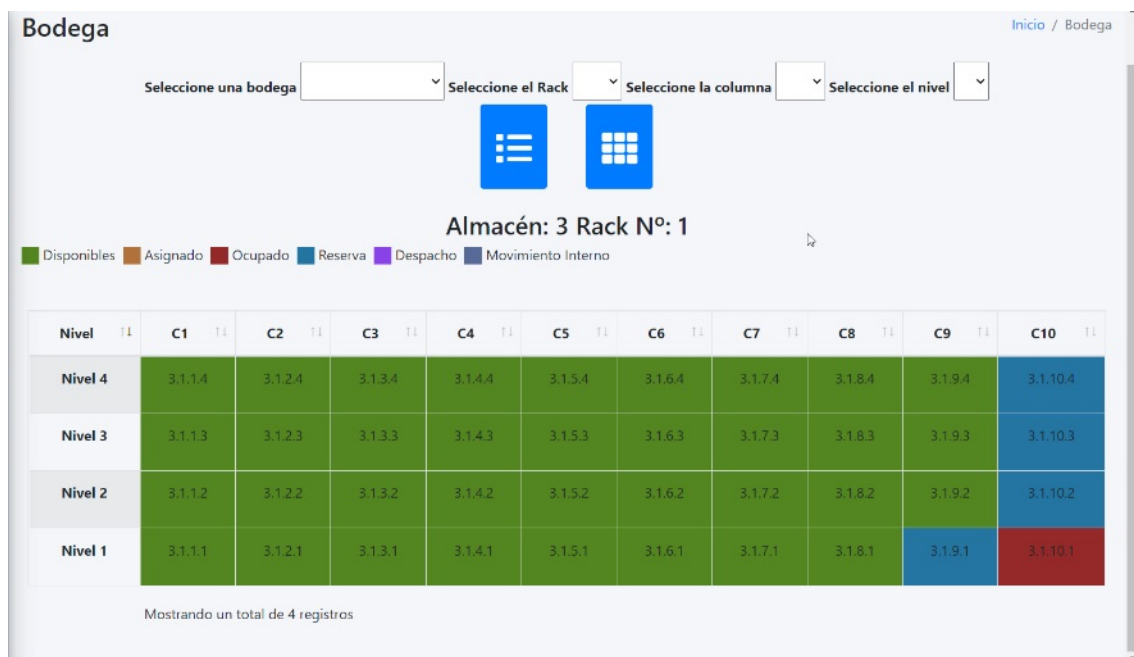 Bodega
Inicio / Bodega
Seleccione una bodega Seleccione el Rack Seleccione la columna Seleccione el nivel
Almacén: 3 Rack Nº: 1
Disponibles Asignado Ocupado Reserva Despacho Movimiento Interno
Nivel C1 C2 C3 C4 C5 C6 C7 C8 C9 C10
Nivel 4 3.1.1.4 3.1.2.4 3.1.3.4 3.1.4.4 3.1.5.4 3.1.6.4 3.1.7.4 3.1.8.4 3.1.9.4 3.1.10.4
Nivel 3 3.1.1.3 3.1.2.3 3.1.3.3 3.1.4.3 3.1.5.3 3.1.6.3 3.1.7.3 3.1.8.3 3.1.9.3 3.1.10.3
Nivel 2 3.1.1.2 3.1.2.2 3.1.3.2 3.1.4.2 3.1.5.2 3.1.6.2 3.1.7.2 3.1.8.2 3.1.9.2 3.1.10.2
Nivel 1 3.1.1.1 3.1.2.1 3.1.3.1 3.1.4.1 3.1.5.1 3.1.6.1 3.1.7.1 3.1.8.1 3.1.9.1 3.1.10.1
Mostrando un total de 4 registros